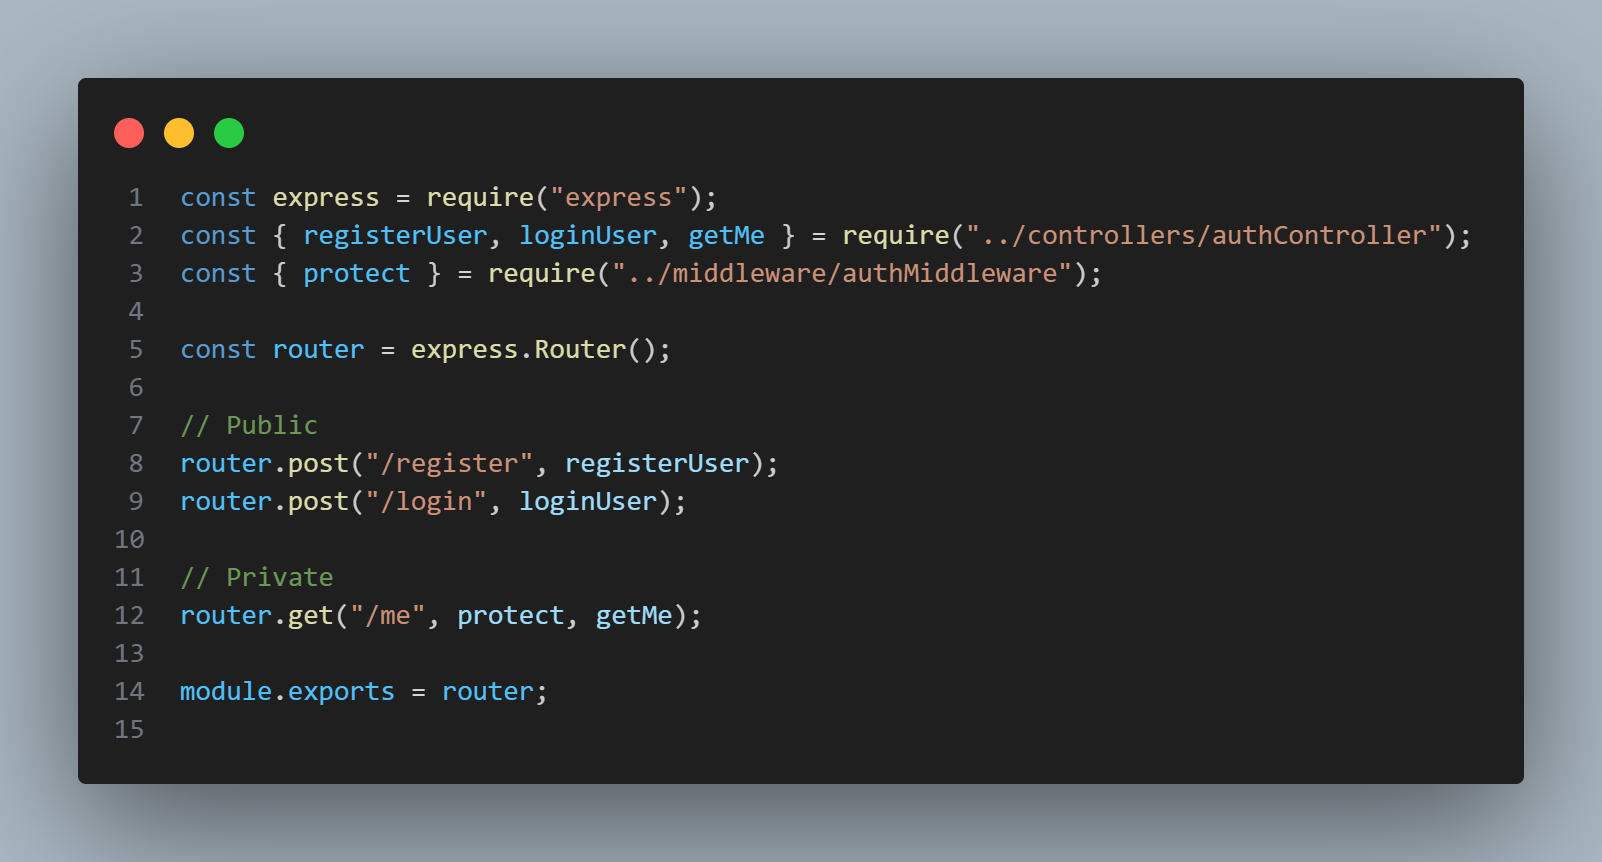 1 const express = require("express");
2 const { registerUser, loginUser, getMe } = require("../controllers/authController");
3 const { protect } = require("../middleware/authMiddleware");
4
5 const router = express.Router();
6
7 // Public
8 router.post("/register", registerUser);
9 router.post("/login", loginUser);
10
11 // Private
12 router.get("/me", protect, getMe);
13
14 module.exports = router;
15